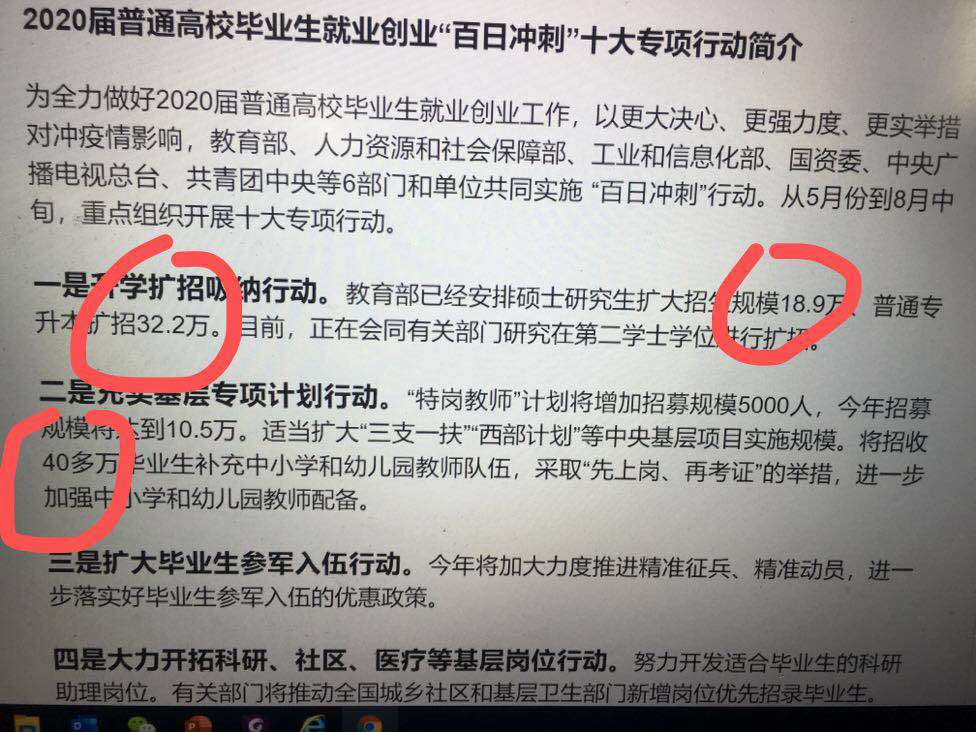 2020届普通高校毕业生就业创业“百日冲刺”十大专项行动简介
为全力做好2020届普通高校毕业生就业创业工作，以更大决心、更强力度、更实举措
对冲疫情影响，教育部、人力资源和社会保障部、工业和信息化部、国资委、中央广
播电视总台、共青团中央等6部门和单位共同实施 “百日冲刺”行动。从5月份到8月中
旬，重点组织开展十大专项行动。
一是升学扩招吸纳行动。教育部已经安排硕士研究生扩大招生规模18.9万、普通专
升本扩招32.2万。目前，正在会同有关部门研究在第二学士学位进行扩招。
二是充实基层专项计划行动。“特岗教师”计划将增加招募规模5000人，今年招募
规模将达到10.5万。适当扩大“三支一扶”“西部计划”等中央基层项目实施规模。将招收
40多万毕业生补充中小学和幼儿园教师队伍，采取“先上岗、再考证”的举措，进一步
加强中小学和幼儿园教师配备。
三是扩大毕业生参军入伍行动。今年将加大力度推进精准征兵、精准动员，进一
步落实好毕业生参军入伍的优惠政策。
四是大力开拓科研、社区、医疗等基层岗位行动。努力开发适合毕业生的科研
助理岗位。有关部门将推动全国城乡社区和基层卫生部门新增岗位优先招录毕业生。